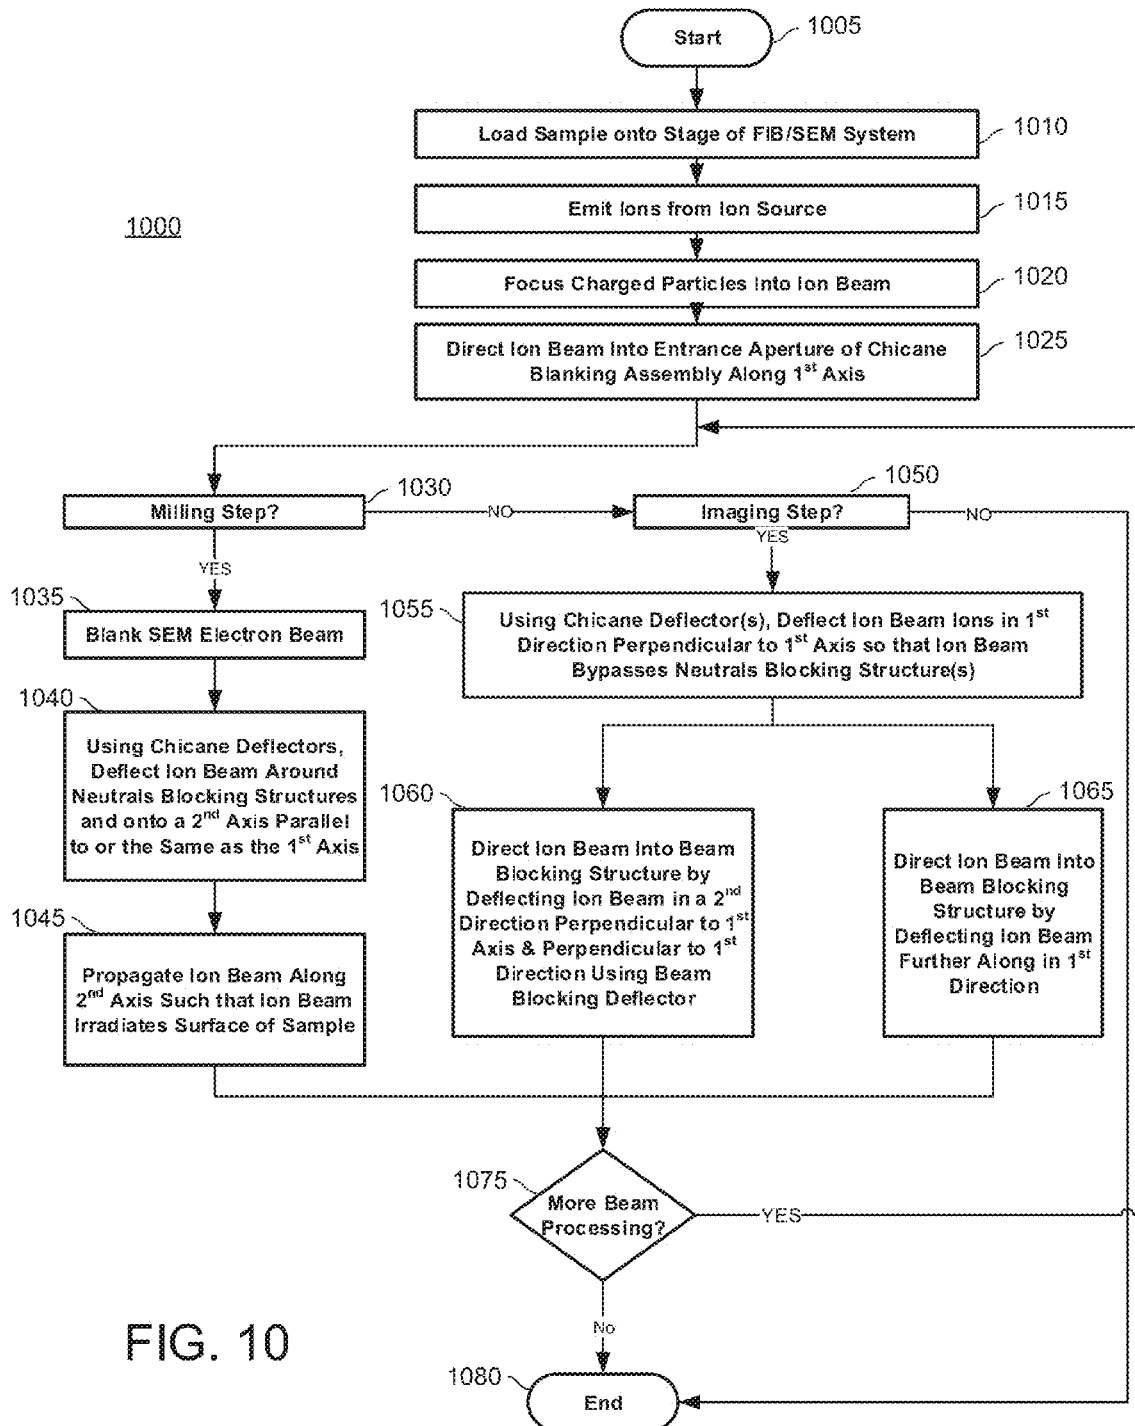 Start
1005
Load Sample onto Stage of FIB/SEM System
1010
Emit Ions from Ion Source
1015
1000
Focus Charged Particles Into Ion Beam
1020
Direct Ion Beam Into Entrance Aperture of Chicane
Blanking Assembly Along 1st Axis
1025
Milling Step?
1030
NO
Imaging Step?
1050
NO
YES
YES
1035
Blank SEM Electron Beam
1055
Using Chicane Deflector(s), Deflect Ion Beam Ions in 1st
Direction Perpendicular to 1st Axis so that Ion Beam
Bypasses Neutrals Blocking Structure(s)
1040
Using Chicane Deflectors,
Deflect Ion Beam Around
Neutrals Blocking Structures
and onto a 2nd Axis Parallel
to or the Same as the 1st Axis
1060
Direct Ion Beam Into Beam
Blocking Structure by
Deflecting Ion Beam in a 2nd
Direction Perpendicular to 1st
Axis & Perpendicular to 1st
Direction Using Beam
Blocking Deflector
1065
Direct Ion Beam Into
Beam Blocking
Structure by
Deflecting Ion Beam
Further Along in 1st
Direction
1045
Propagate Ion Beam Along
2nd Axis Such that Ion Beam
Irradiates Surface of Sample
1075
More Beam
Processing?
YES
No
FIG. 10
1080
End